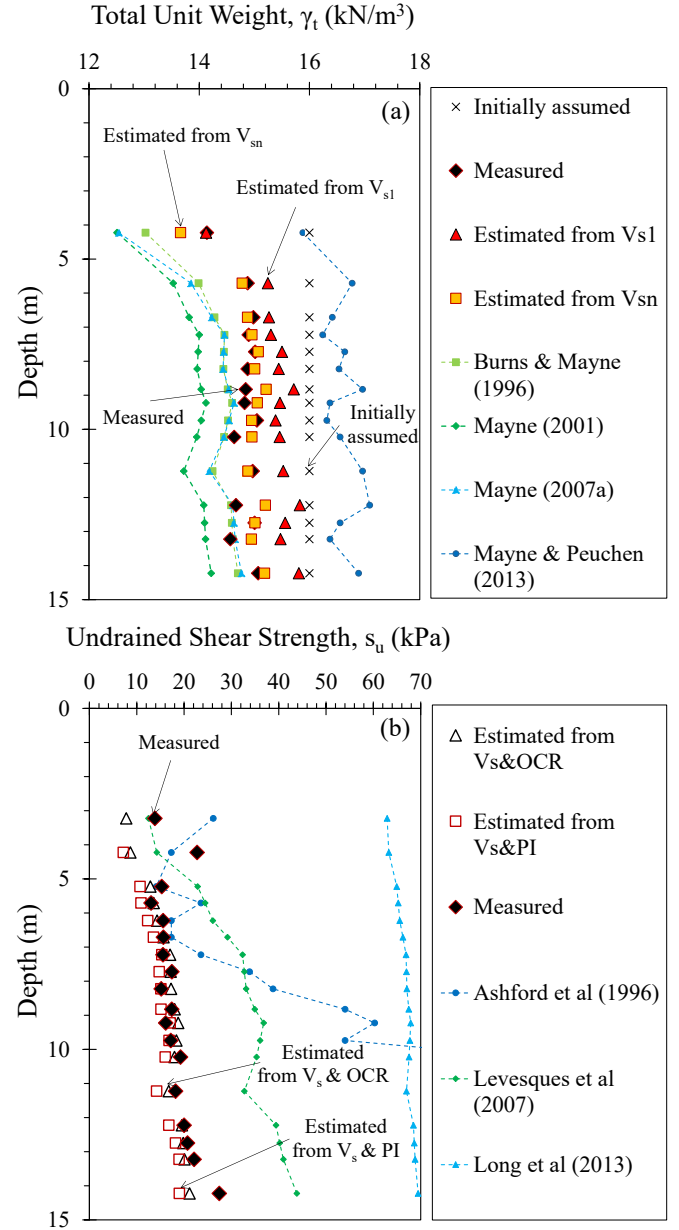 Total Unit Weight, γt (kN/m³)
12 14 16 18
0
5
10
15
Depth (m)
(a)
Estimated from Vsn
Estimated from Vs1
Measured
Initially
assumed
Initially assumed
Measured
Estimated from Vs1
Estimated from Vsn
Burns & Mayne
(1996)
Mayne (2001)
Mayne (2007a)
Mayne & Peuchen
(2013)
Undrained Shear Strength, su (kPa)
0 10 20 30 40 50 60 70
0
5
10
15
Depth (m)
(b)
Measured
Estimated
from Vs & OCR
Estimated
from Vs & PI
Estimated from
Vs&OCR
Estimated from
Vs&PI
Measured
Ashford et al (1996)
Levesques et al
(2007)
Long et al (2013)